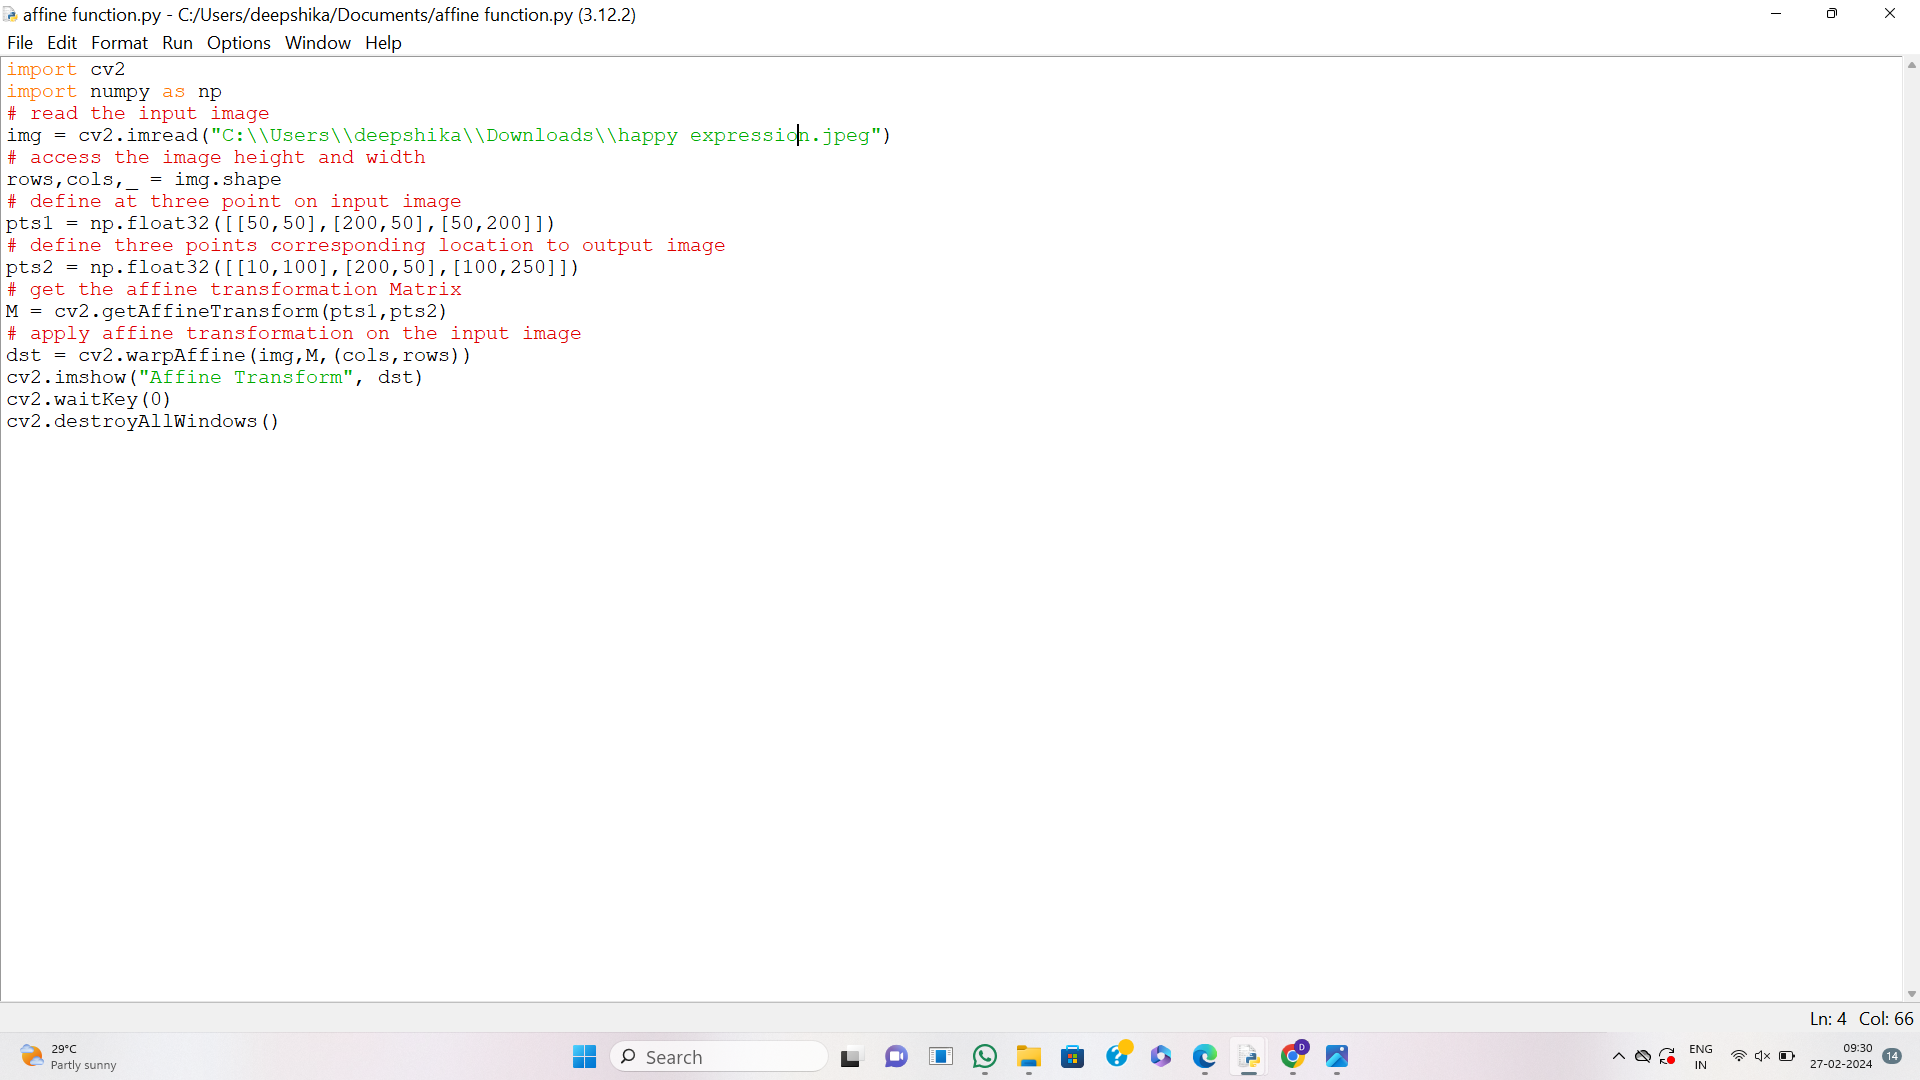 affine function.py - C:/Users/deepshika/Documents/affine function.py (3.12.2)
File Edit Format Run Options Window Help
import cv2
import numpy as np
# read the input image
img = cv2.imread("C:\\Users\\deepshika\\Downloads\\happy expression.jpeg")
# access the image height and width
rows,cols,_ = img.shape
# define at three point on input image
pts1 = np.float32([[50,50],[200,50],[50,200]])
# define three points corresponding location to output image
pts2 = np.float32([[10,100],[200,50],[100,250]])
# get the affine transformation Matrix
M = cv2.getAffineTransform(pts1,pts2)
# apply affine transformation on the input image
dst = cv2.warpAffine(img,M,(cols,rows))
cv2.imshow("Affine Transform", dst)
cv2.waitKey(0)
cv2.destroyAllWindows()
Ln: 4 Col: 66
29°C
Partly sunny
Search
D
ENG
IN
09:30
27-02-2024
14